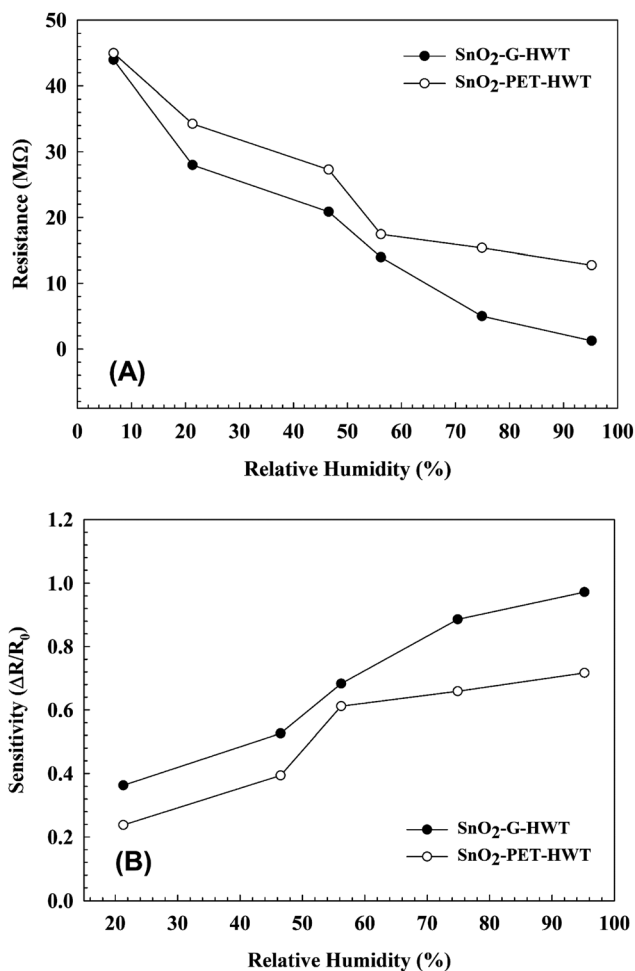 50
40
30
20
10
0
Resistance (MΩ)
SnO2-G-HWT
SnO2-PET-HWT
(A)
0 10 20 30 40 50 60 70 80 90 100
Relative Humidity (%)
1.2
1.0
0.8
0.6
0.4
0.2
0.0
Sensitivity (ΔR/R0)
SnO2-G-HWT
SnO2-PET-HWT
(B)
20 30 40 50 60 70 80 90 100
Relative Humidity (%)